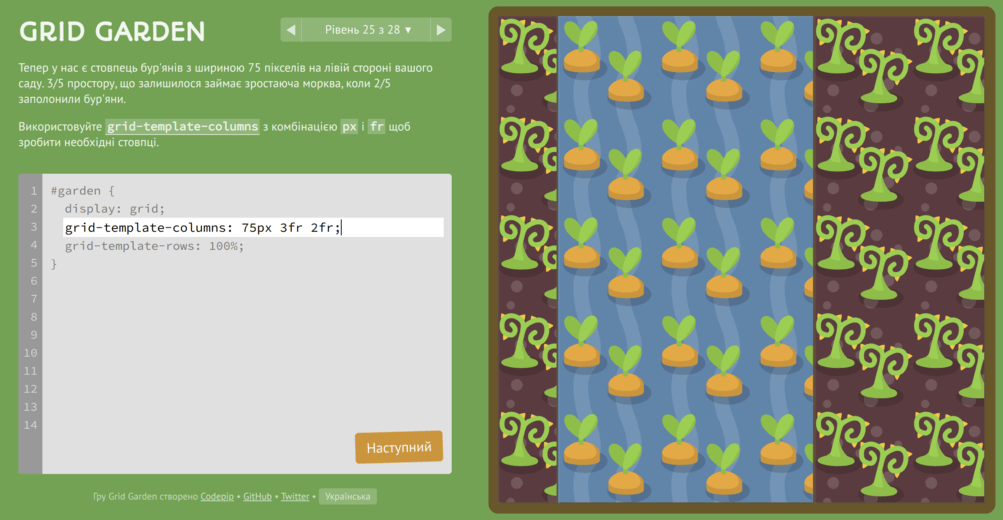 GRID GARDEN
◀ Рівень 25 з 28 ▼ ▶
Тепер у нас є стовпець бур'янів з шириною 75 пікселів на лівій стороні вашого
саду. 3/5 простору, що залишилося займає зростаюча морква, коли 2/5
заполонили бур'яни.
Використовуйте grid-template-columns з комбінацією px і fr щоб
зробити необхідні стовпці.
1 #garden {
2 display: grid;
3 grid-template-columns: 75px 3fr 2fr;
4 grid-template-rows: 100%;
5 }
6
7
8
9
10
11
12
13
14
Наступний
Гру Grid Garden створено Codepip • GitHub • Twitter • Українська